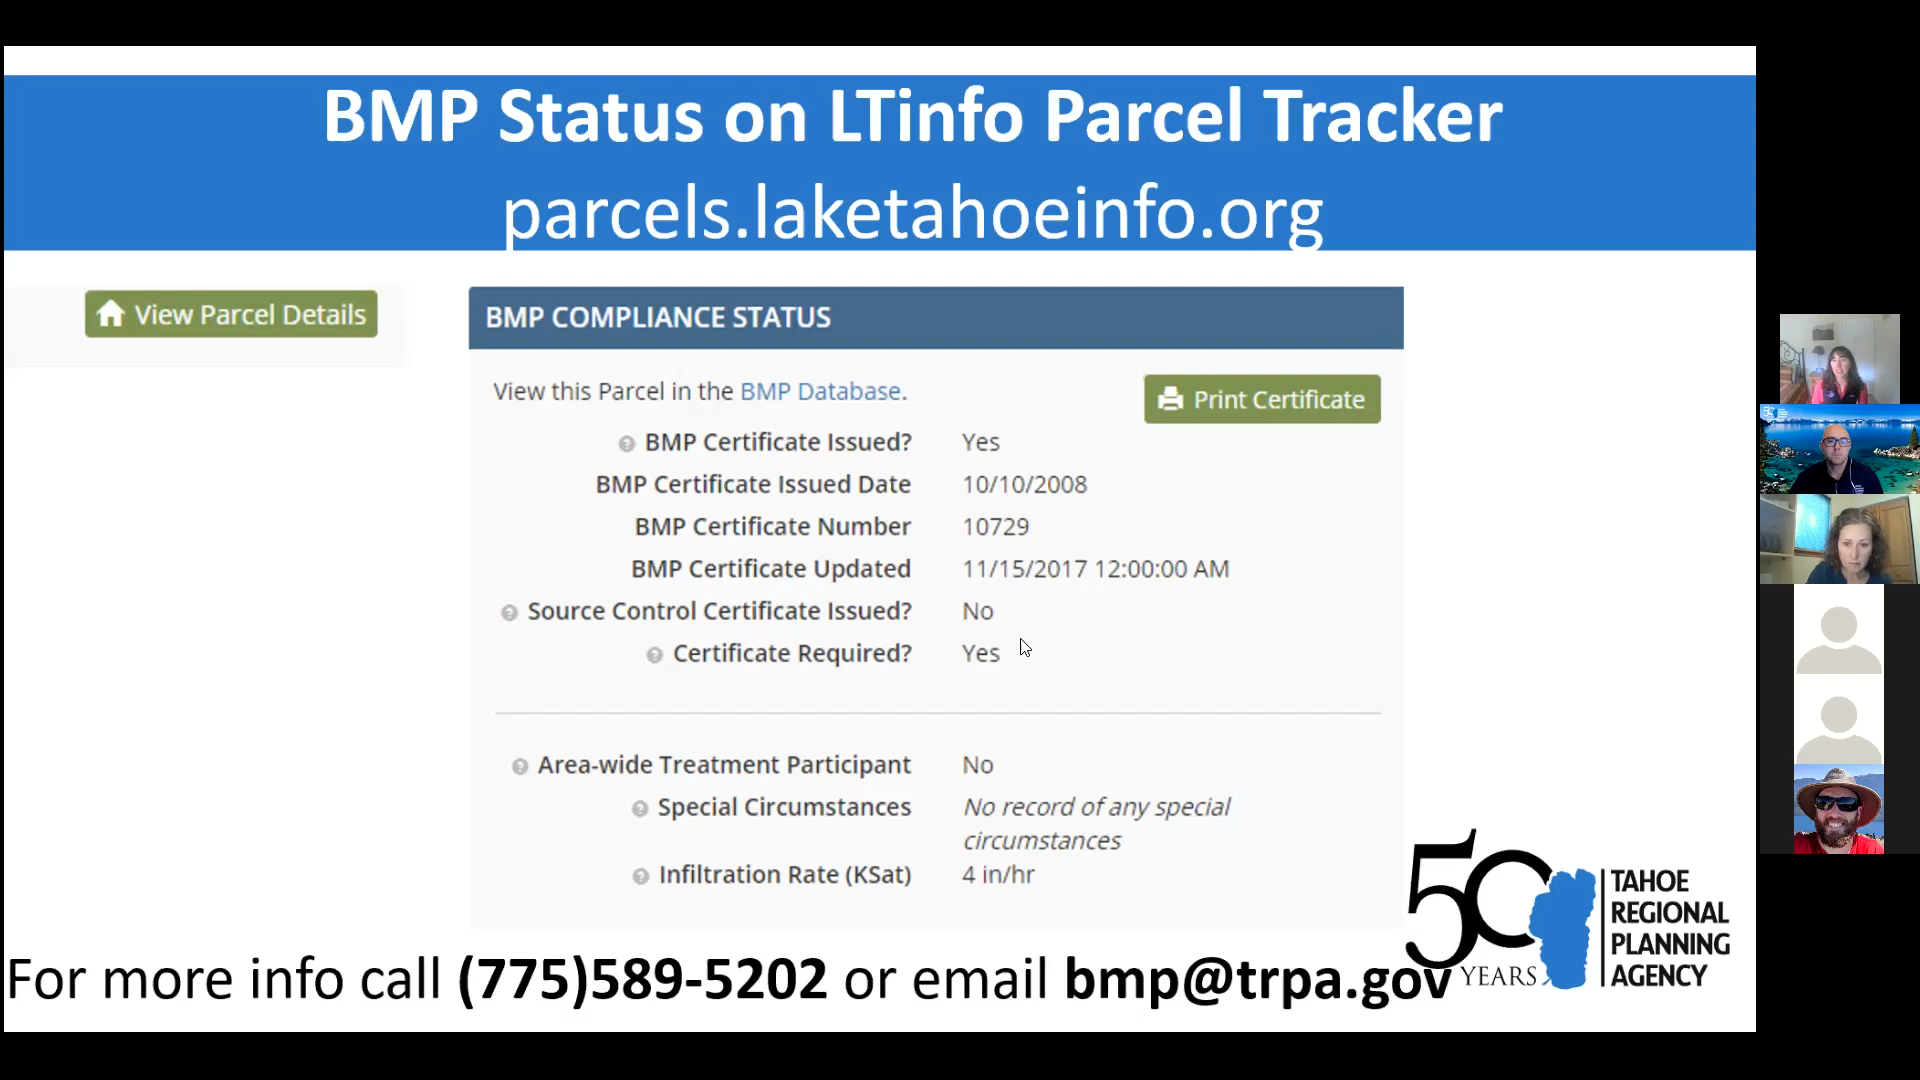 BMP Status on LTinfo Parcel Tracker
parcels.laketahoeinfo.org
View Parcel Details
BMP COMPLIANCE STATUS
View this Parcel in the BMP Database.
Print Certificate
BMP Certificate Issued? Yes
BMP Certificate Issued Date 10/10/2008
BMP Certificate Number 10729
BMP Certificate Updated 11/15/2017 12:00:00 AM
Source Control Certificate Issued? No
Certificate Required? Yes
Area-wide Treatment Participant No
Special Circumstances No record of any special
circumstances
Infiltration Rate (KSat) 4 in/hr
50
YEARS
TAHOE
REGIONAL
PLANNING
AGENCY
For more info call (775)589-5202 or email bmp@trpa.gov